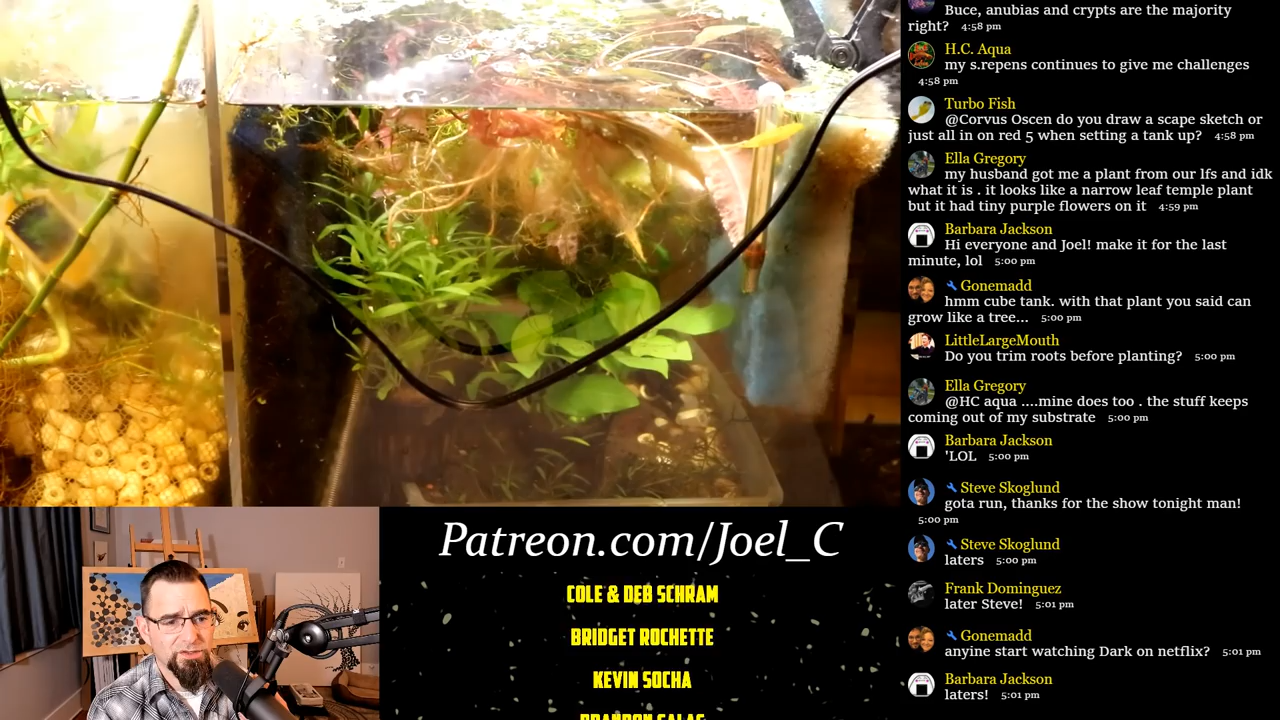 Buce, anubias and crypts are the majority
right? 4:58 pm
H.C. Aqua
my s.repens continues to give me challenges
4:58 pm
Turbo Fish
@Corvus Oscen do you draw a scape sketch or
just all in on red 5 when setting a tank up? 4:58 pm
Ella Gregory
my husband got me a plant from our lfs and idk
what it is . it looks like a narrow leaf temple plant
but it had tiny purple flowers on it 4:59 pm
Barbara Jackson
Hi everyone and Joel! make it for the last
minute, lol 5:00 pm
Gonemadd
hmm cube tank. with that plant you said can
grow like a tree... 5:00 pm
LittleLargeMouth
Do you trim roots before planting? 5:00 pm
Ella Gregory
@HC aqua ....mine does too . the stuff keeps
coming out of my substrate 5:00 pm
Barbara Jackson
'LOL 5:00 pm
Steve Skoglund
gota run, thanks for the show tonight man!
5:00 pm
Steve Skoglund
laters 5:00 pm
Frank Dominguez
later Steve! 5:01 pm
Gonemadd
anyine start watching Dark on netflix? 5:01 pm
Barbara Jackson
laters! 5:01 pm
Patreon.com/Joel_C
COLE & DEB SCHRAM
BRIDGET ROCHETTE
KEVIN SOCHA